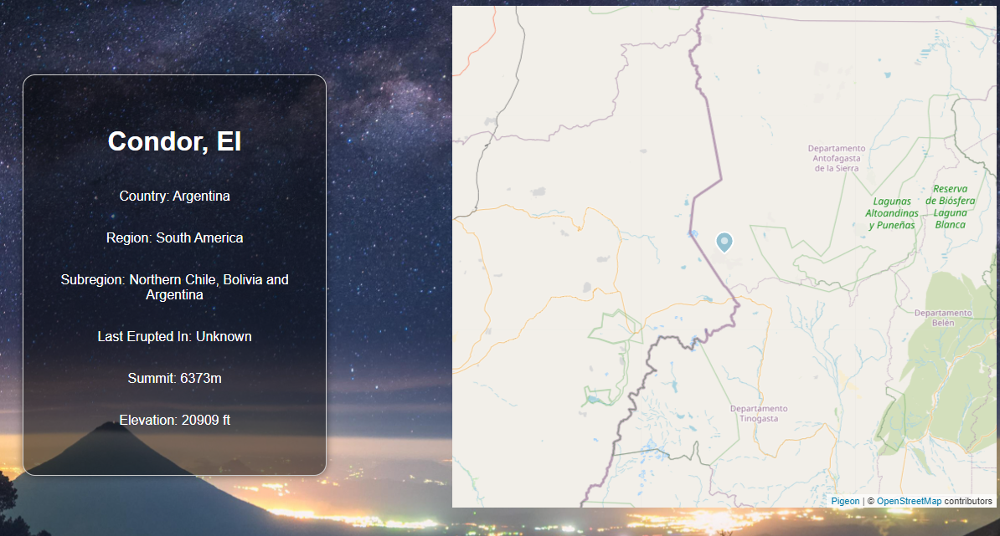 Condor, El
Country: Argentina
Region: South America
Subregion: Northern Chile, Bolivia and
Argentina
Last Erupted In: Unknown
Summit: 6373m
Elevation: 20909 ft
Departamento
Antofagasta
de la Sierra
Lagunas
Altoandinas
y Puneñas
Reserva
de Biósfera
Laguna
Blanca
Departamento
Belén
Departamento
Tinogasta
Pigeon | © OpenStreetMap contributors